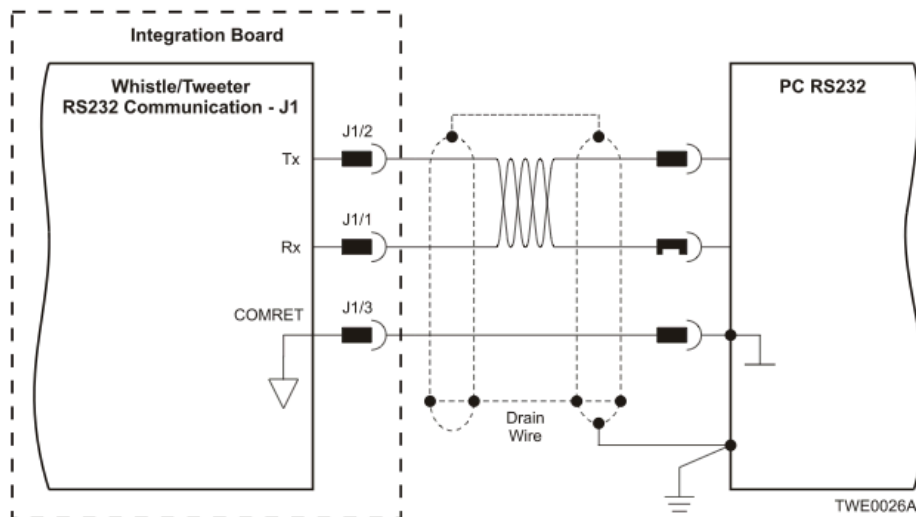 Integration Board
Whistle/Tweeter
RS232 Communication - J1
PC RS232
J1/2
Tx
J1/1
Rx
J1/3
COMRET
Drain
Wire
TWE0026A